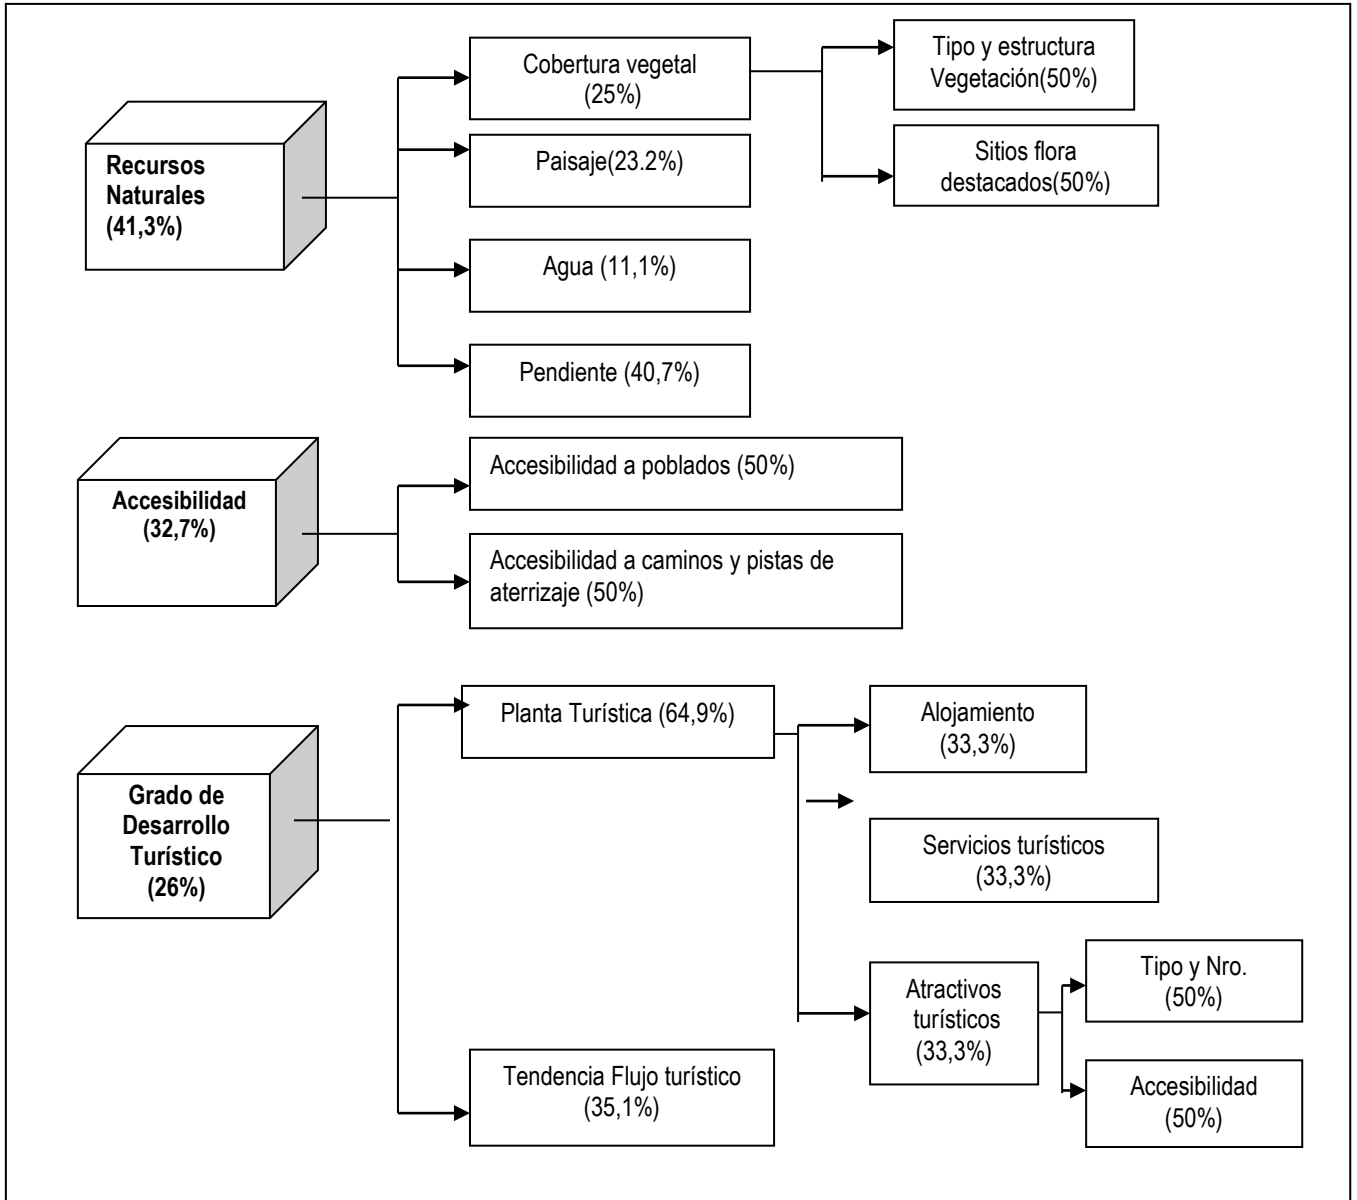 Recursos
Naturales
(41,3%)
Cobertura vegetal
(25%)
Tipo y estructura
Vegetación(50%)
Sitios flora
destacados(50%)
Paisaje(23.2%)
Agua (11,1%)
Pendiente (40,7%)
Accesibilidad
(32,7%)
Accesibilidad a poblados (50%)
Accesibilidad a caminos y pistas de
aterrizaje (50%)
Grado de
Desarrollo
Turístico
(26%)
Planta Turística (64,9%)
Alojamiento
(33,3%)
Servicios turísticos
(33,3%)
Atractivos
turísticos
(33,3%)
Tipo y Nro.
(50%)
Accesibilidad
(50%)
Tendencia Flujo turístico
(35,1%)